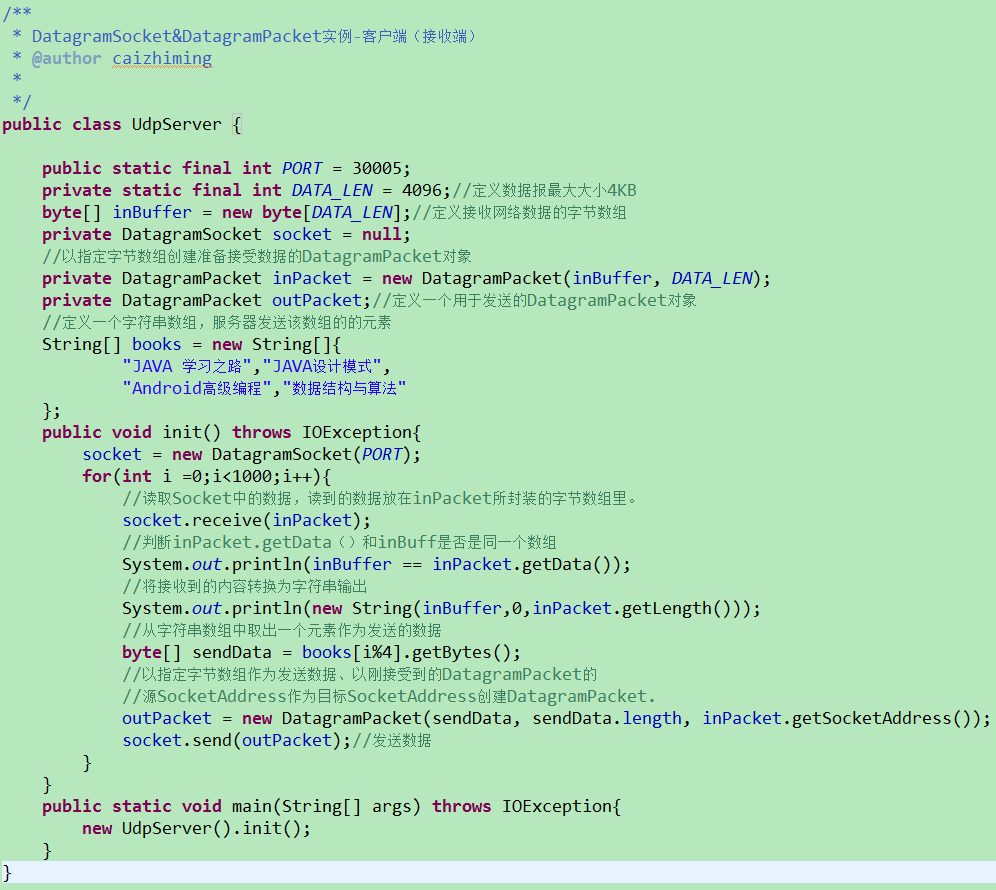 /**
 * DatagramSocket&DatagramPacket实例-客户端（接收端）
 * @author caizhiming
 *
 */
public class UdpServer {
    public static final int PORT = 30005;
    private static final int DATA_LEN = 4096;//定义数据报最大大小4KB
    byte[] inBuffer = new byte[DATA_LEN];//定义接收网络数据的字节数组
    private DatagramSocket socket = null;
    //以指定字节数组创建准备接受数据的DatagramPacket对象
    private DatagramPacket inPacket = new DatagramPacket(inBuffer, DATA_LEN);
    private DatagramPacket outPacket;//定义一个用于发送的DatagramPacket对象
    //定义一个字符串数组，服务器发送该数组的的元素
    String[] books = new String[]{
            "JAVA 学习之路","JAVA设计模式",
            "Android高级编程","数据结构与算法"
    };
    public void init() throws IOException{
        socket = new DatagramSocket(PORT);
        for(int i =0;i<1000;i++){
            //读取Socket中的数据，读到的数据放在inPacket所封装的字节数组里。
            socket.receive(inPacket);
            //判断inPacket.getData（）和inBuff是否是同一个数组
            System.out.println(inBuffer == inPacket.getData());
            //将接收到的内容转换为字符串输出
            System.out.println(new String(inBuffer,0,inPacket.getLength()));
            //从字符串数组中取出一个元素作为发送的数据
            byte[] sendData = books[i%4].getBytes();
            //以指定字节数组作为发送数据、以刚接受到的DatagramPacket的
            //源SocketAddress作为目标SocketAddress创建DatagramPacket.
            outPacket = new DatagramPacket(sendData, sendData.length, inPacket.getSocketAddress());
            socket.send(outPacket);//发送数据
        }
    }
    public static void main(String[] args) throws IOException{
        new UdpServer().init();
    }
}